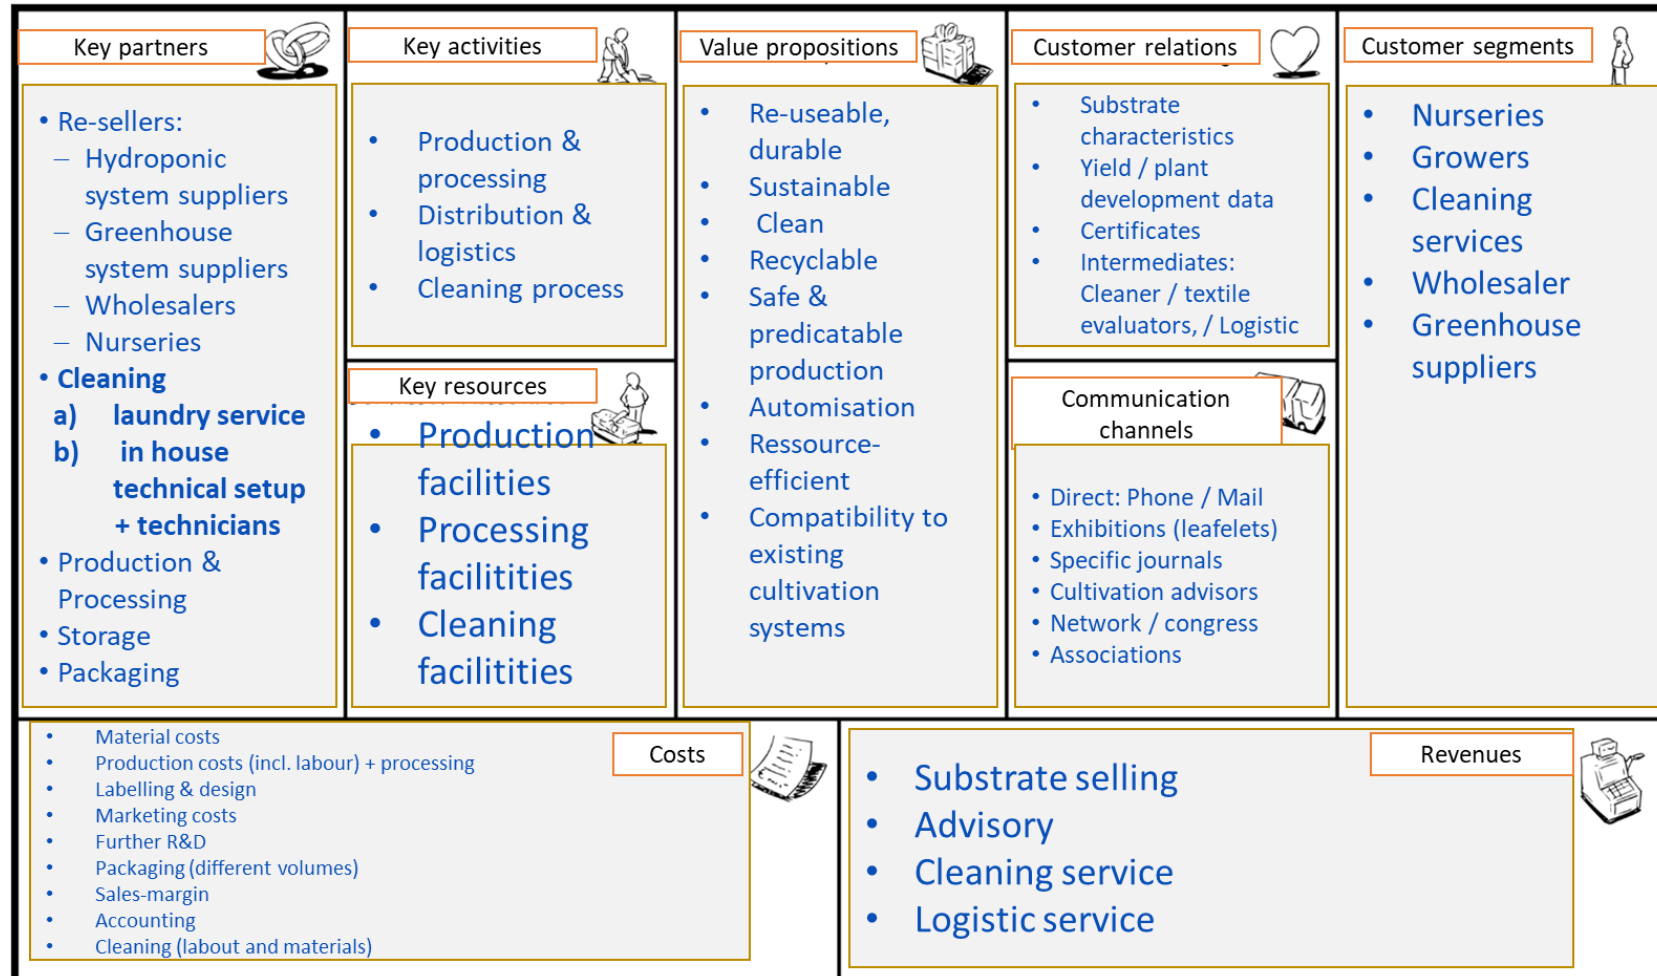 Key partners
• Re-sellers:
– Hydroponic
system suppliers
– Greenhouse
system suppliers
– Wholesalers
– Nurseries
• Cleaning
a) laundry service
b) in house
technical setup
+ technicians
• Production &
Processing
• Storage
• Packaging
Key activities
• Production &
processing
• Distribution &
logistics
• Cleaning process
Key resources
• Production
facilities
• Processing
facilitities
• Cleaning
facilitities
Value propositions
• Re-useable,
durable
• Sustainable
• Clean
• Recyclable
• Safe &
predicatable
production
• Automisation
• Ressource-
efficient
• Compatibility to
existing
cultivation
systems
Customer relations
• Substrate
characteristics
• Yield / plant
development data
• Certificates
• Intermediates:
Cleaner / textile
evaluators, / Logistic
Communication
channels
• Direct: Phone / Mail
• Exhibitions (leafelets)
• Specific journals
• Cultivation advisors
• Network / congress
• Associations
Customer segments
• Nurseries
• Growers
• Cleaning
services
• Wholesaler
• Greenhouse
suppliers
Costs
• Material costs
• Production costs (incl. labour) + processing
• Labelling & design
• Marketing costs
• Further R&D
• Packaging (different volumes)
• Sales-margin
• Accounting
• Cleaning (labout and materials)
Revenues
• Substrate selling
• Advisory
• Cleaning service
• Logistic service